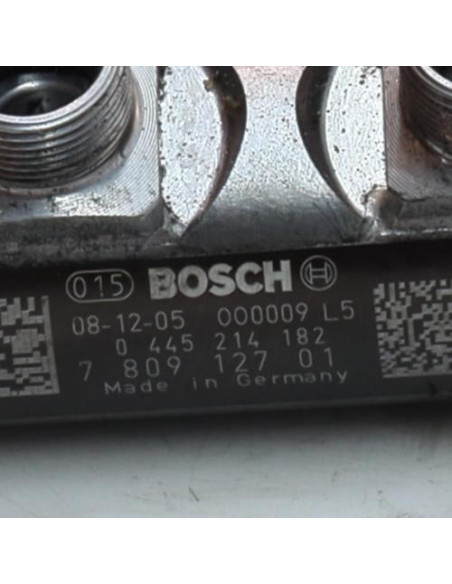 015 BOSCH
08-12-05 000009 L5
0 445 214 182
7 809 127 01
Made in Germany